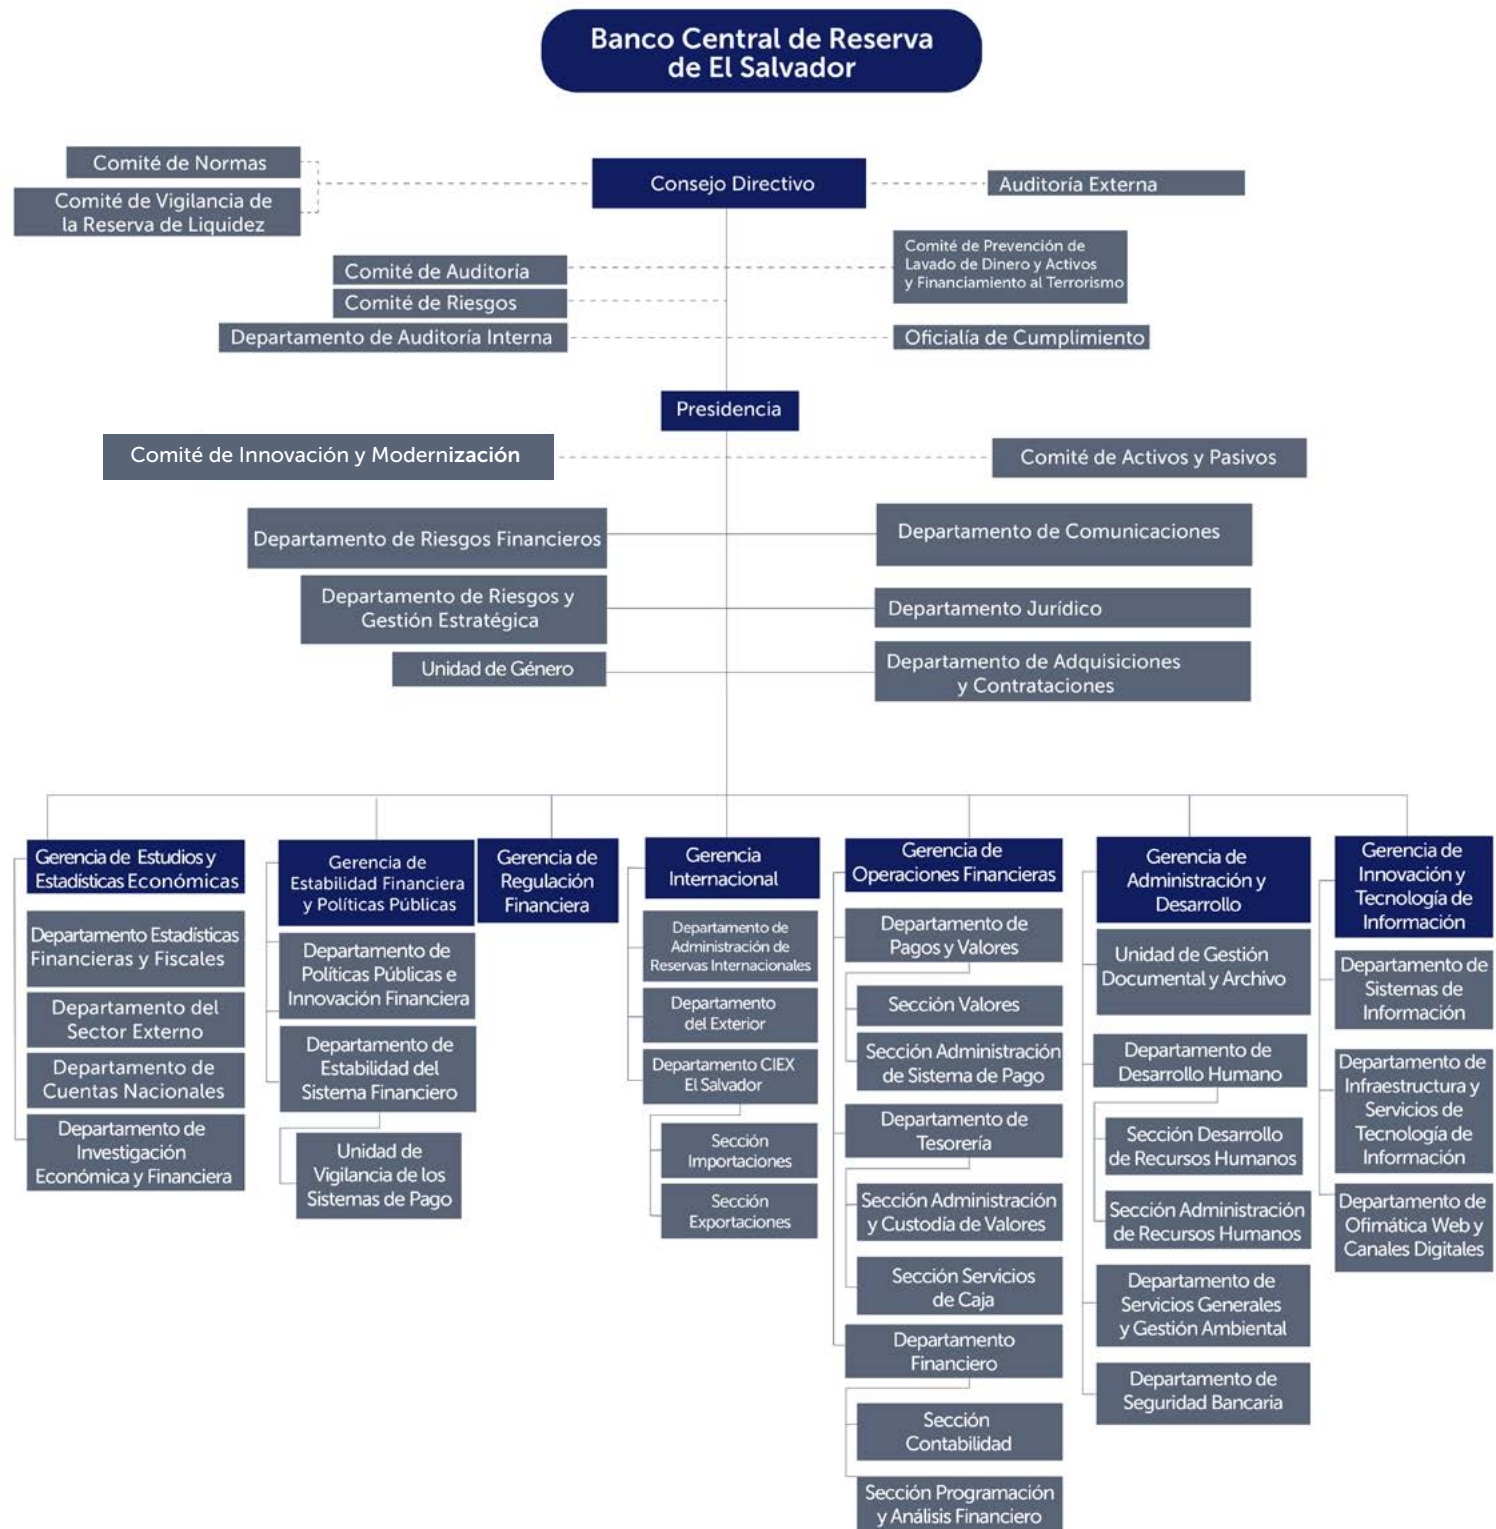 Banco Central de Reserva
de El Salvador
Comité de Normas
Consejo Directivo
Auditoría Externa
Comité de Vigilancia de
la Reserva de Liquidez
Comité de Auditoría
Comité de Prevención de
Lavado de Dinero y Activos
y Financiamiento al Terrorismo
Comité de Riesgos
Departamento de Auditoría Interna
Oficialía de Cumplimiento
Presidencia
Comité de Innovación y Modernización
Comité de Activos y Pasivos
Departamento de Riesgos Financieros
Departamento de Comunicaciones
Departamento de Riesgos y
Gestión Estratégica
Departamento Jurídico
Unidad de Género
Departamento de Adquisiciones
y Contrataciones
Gerencia de Estudios y
Estadísticas Económicas
Departamento Estadísticas
Financieras y Fiscales
Departamento del
Sector Externo
Departamento de
Cuentas Nacionales
Departamento de
Investigación
Económica y Financiera
Gerencia de
Estabilidad Financiera
y Políticas Públicas
Departamento de
Políticas Públicas e
Innovación Financiera
Departamento de
Estabilidad del
Sistema Financiero
Unidad de
Vigilancia de los
Sistemas de Pago
Gerencia de
Regulación
Financiera
Gerencia
Internacional
Departamento de
Administración de
Reservas Internacionales
Departamento
del Exterior
Departamento CIEX
El Salvador
Sección
Importaciones
Sección
Exportaciones
Gerencia de
Operaciones Financieras
Departamento de
Pagos y Valores
Sección Valores
Sección Administración
de Sistema de Pago
Departamento de
Tesorería
Sección Administración
y Custodía de Valores
Sección Servicios
de Caja
Departamento
Financiero
Sección
Contabilidad
Sección Programación
y Análisis Financiero
Gerencia de
Administración y
Desarrollo
Unidad de Gestión
Documental y Archivo
Departamento de
Desarrollo Humano
Sección Desarrollo
de Recursos Humanos
Sección Administración
de Recursos Humanos
Departamento de
Servicios Generales
y Gestión Ambiental
Departamento de
Seguridad Bancaria
Gerencia de
Innovación y
Tecnología de
Información
Departamento de
Sistemas de
Información
Departamento de
Infraestructura y
Servicios de
Tecnología de
Información
Departamento de
Ofimática Web y
Canales Digitales